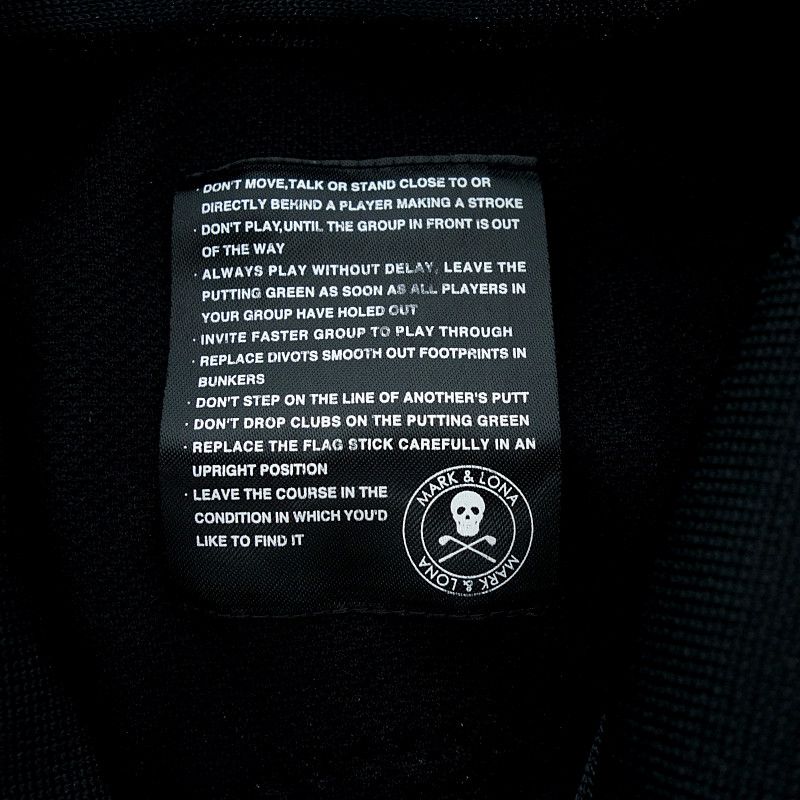 · DON'T MOVE,TALK OR STAND CLOSE TO OR
DIRECTLY BEHIND A PLAYER MAKING A STROKE
· DON'T PLAY,UNTIL THE GROUP IN FRONT IS OUT
OF THE WAY
· ALWAYS PLAY WITHOUT DELAY, LEAVE THE
PUTTING GREEN AS SOON AS ALL PLAYERS IN
YOUR GROUP HAVE HOLED OUT
· INVITE FASTER GROUP TO PLAY THROUGH
· REPLACE DIVOTS SMOOTH OUT FOOTPRINTS IN
BUNKERS
· DON'T STEP ON THE LINE OF ANOTHER'S PUTT
· DON'T DROP CLUBS ON THE PUTTING GREEN
· REPLACE THE FLAG STICK CAREFULLY IN AN
UPRIGHT POSITION
· LEAVE THE COURSE IN THE
CONDITION IN WHICH YOU'D
LIKE TO FIND IT
MARK & LONA
MARK & LONA